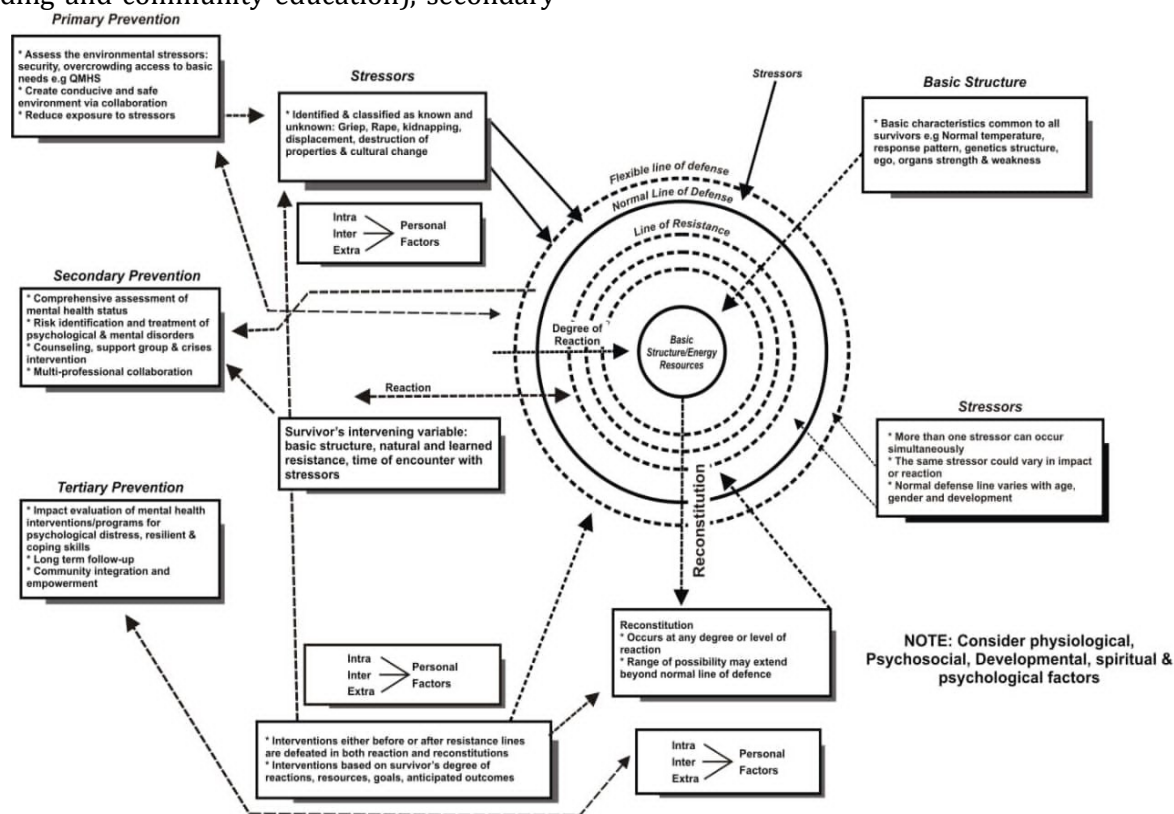 ding and community education), secondary
Primary Prevention
* Assess the environmental stressors:
security, overcrowding access to basic
needs e.g QMHS
* Create conducive and safe
environment via collaboration
* Reduce exposure to stressors
Stressors
* Identified & classified as known and
unknown: Griep, Rape, kidnapping,
displacement, destruction of
properties & cultural change
Intra
Inter
Extra
Personal
Factors
Stressors
Basic Structure
* Basic characteristics common to all
survivors e.g Normal temperature,
response pattern, genetics structure,
ego, organs strength & weakness
Flexible line of defense
Normal Line of Defense
Line of Resistance
Basic
Structure/Energy
Resources
Degree of
Reaction
Reaction
Secondary Prevention
* Comprehensive assessment of
mental health status
* Risk identification and treatment of
psychological & mental disorders
* Counseling, support group & crises
intervention
* Multi-professional collaboration
Survivor's intervening variable:
basic structure, natural and learned
resistance, time of encounter with
stressors
Stressors
* More than one stressor can occur
simultaneously
* The same stressor could vary in impact
or reaction
* Normal defense line varies with age,
gender and development
Tertiary Prevention
* Impact evaluation of mental health
interventions/programs for
psychological distress, resilient &
coping skills
* Long term follow-up
* Community integration and
empowerment
Reconstitution
Reconstitution
* Occurs at any degree or level of
reaction
* Range of possibility may extend
beyond normal line of defence
NOTE: Consider physiological,
Psychosocial, Developmental, spiritual &
psychological factors
Intra
Inter
Extra
Personal
Factors
* Interventions either before or after resistance lines
are defeated in both reaction and reconstitutions
* Interventions based on survivor's degree of
reactions, resources, goals, anticipated outcomes
Intra
Inter
Extra
Personal
Factors